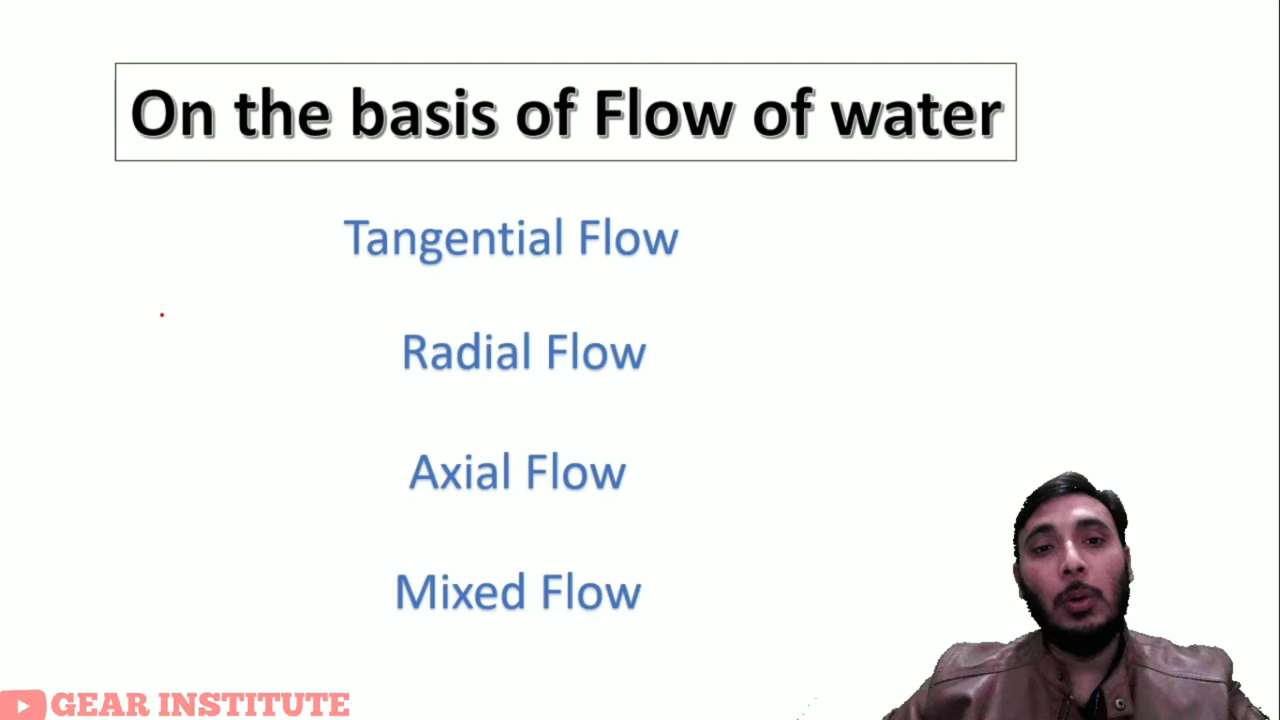 On the basis of Flow of water
Tangential Flow
Radial Flow
Axial Flow
Mixed Flow
GEAR INSTITUTE